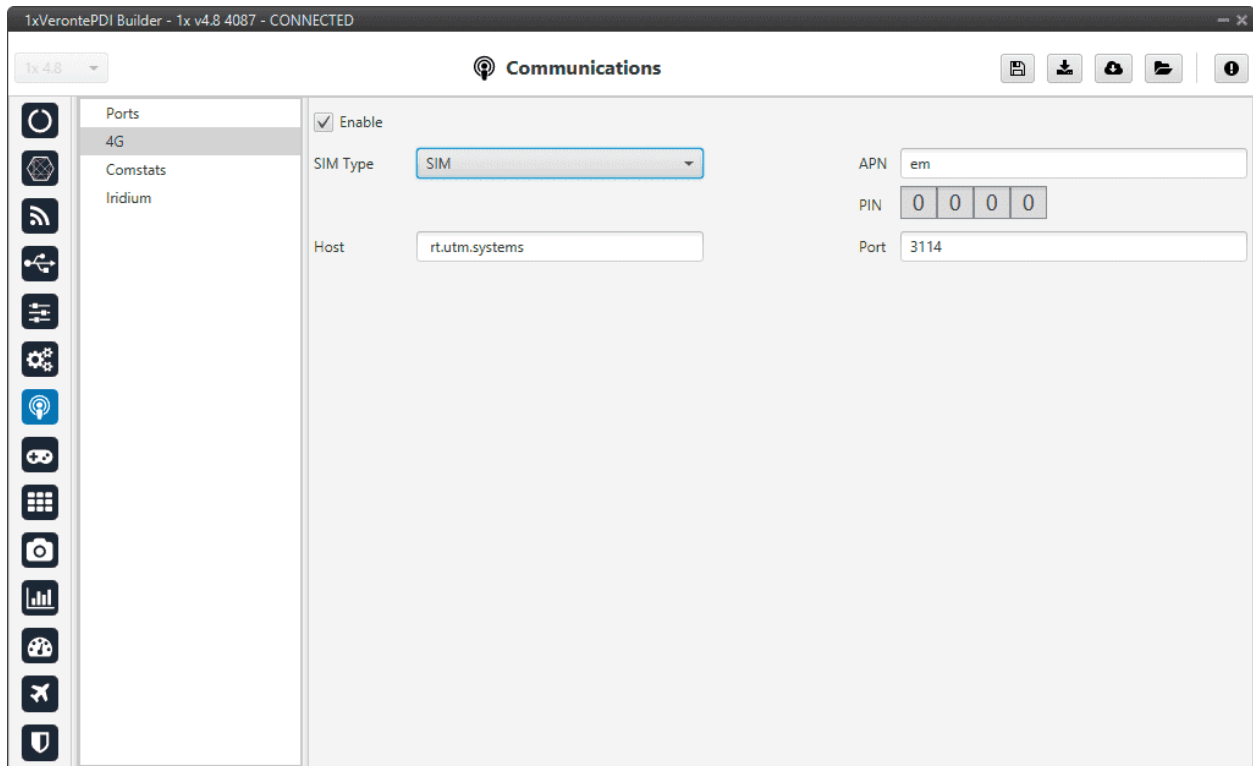 1xVerontePDI Builder - 1x v4.8 4087 - CONNECTED
1x 4.8
Communications
Ports
4G
Comstats
Iridium
Enable
SIM Type SIM APN em
PIN 0 0 0 0
Host rt.utm.systems Port 3114